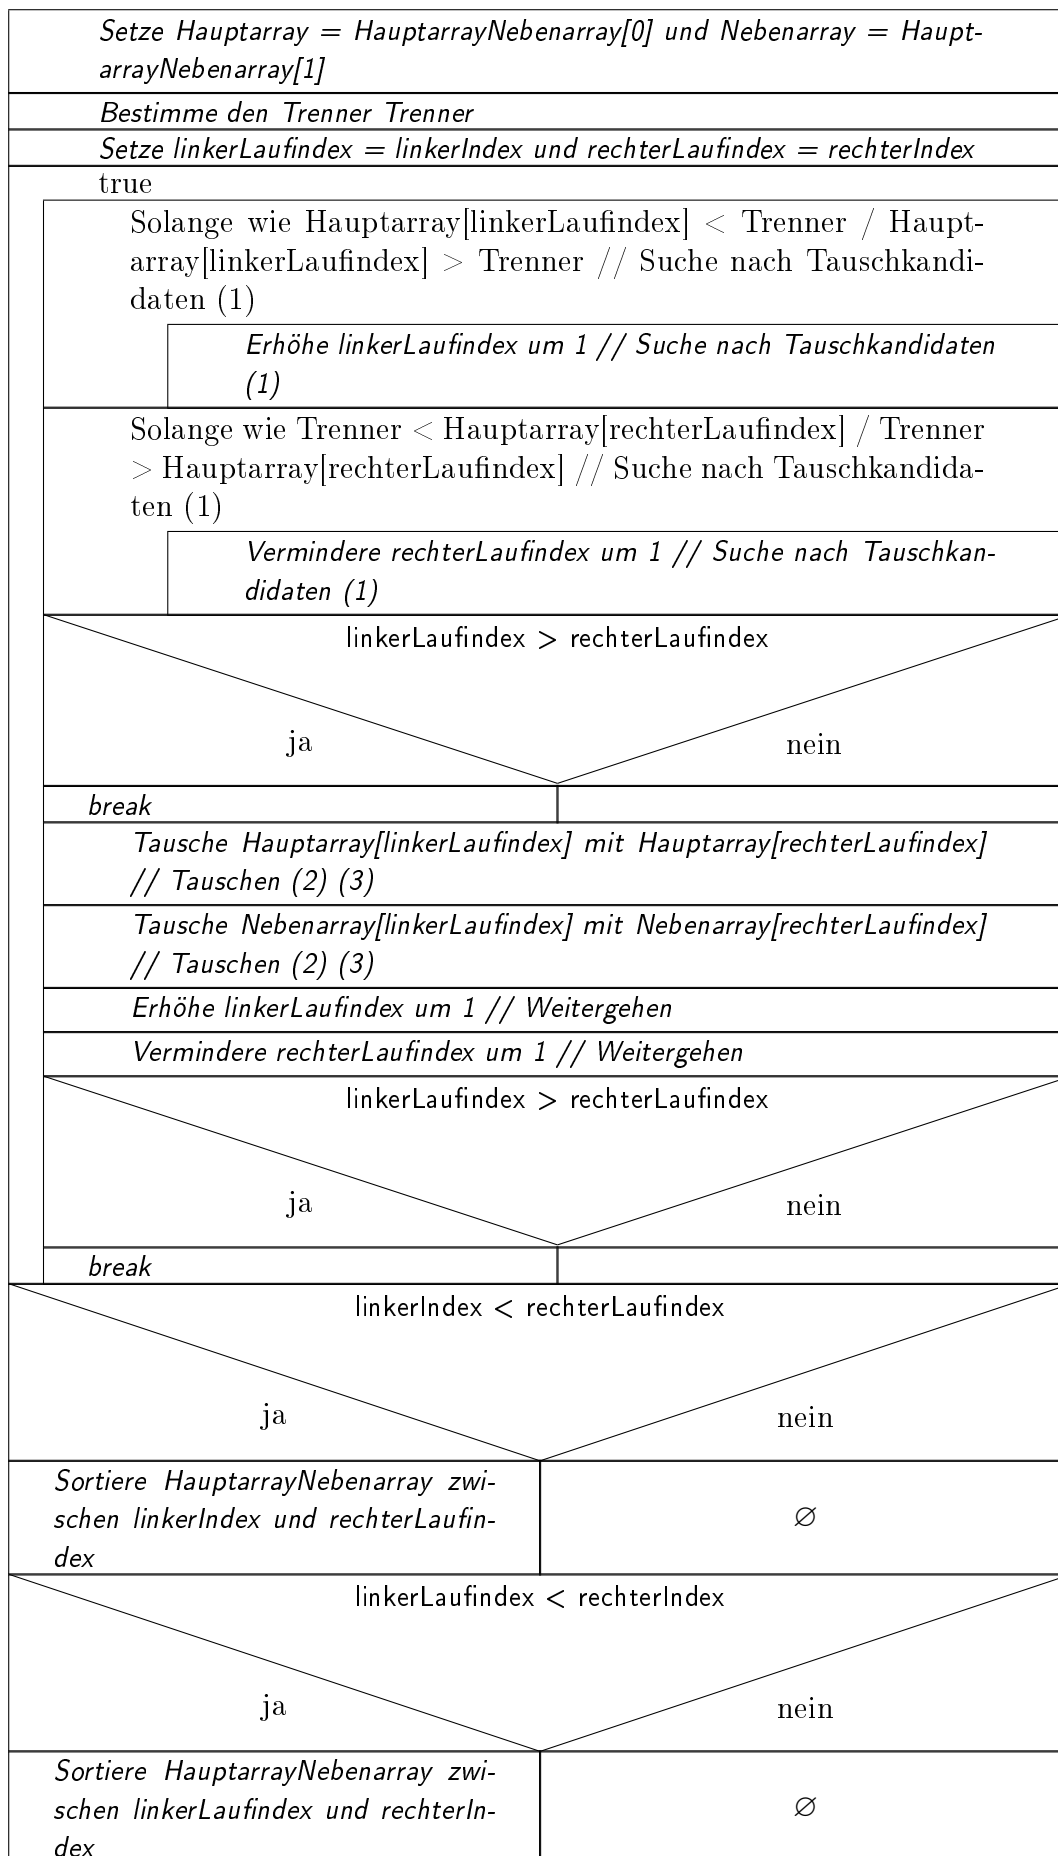 Setze Hauptarray = HauptarrayNebenarray[0] und Nebenarray = Haupt-
arrayNebenarray[1]
Bestimme den Trenner Trenner
Setze linkerLaufindex = linkerIndex und rechterLaufindex = rechterIndex
true
Solange wie Hauptarray[linkerLaufindex] < Trenner / Haupt-
array[linkerLaufindex] > Trenner // Suche nach Tauschkandi-
daten (1)
Erhöhe linkerLaufindex um 1 // Suche nach Tauschkandidaten
(1)
Solange wie Trenner < Hauptarray[rechterLaufindex] / Trenner
> Hauptarray[rechterLaufindex] // Suche nach Tauschkandida-
ten (1)
Vermindere rechterLaufindex um 1 // Suche nach Tauschkan-
didaten (1)
linkerLaufindex > rechterLaufindex
ja nein
break
Tausche Hauptarray[linkerLaufindex] mit Hauptarray[rechterLaufindex]
// Tauschen (2) (3)
Tausche Nebenarray[linkerLaufindex] mit Nebenarray[rechterLaufindex]
// Tauschen (2) (3)
Erhöhe linkerLaufindex um 1 // Weitergehen
Vermindere rechterLaufindex um 1 // Weitergehen
linkerLaufindex > rechterLaufindex
ja nein
break
linkerIndex < rechterLaufindex
ja nein
Sortiere HauptarrayNebenarray zwi-
schen linkerIndex und rechterLaufin-
dex
∅
linkerLaufindex < rechterIndex
ja nein
Sortiere HauptarrayNebenarray zwi-
schen linkerLaufindex und rechterIn-
dex
∅